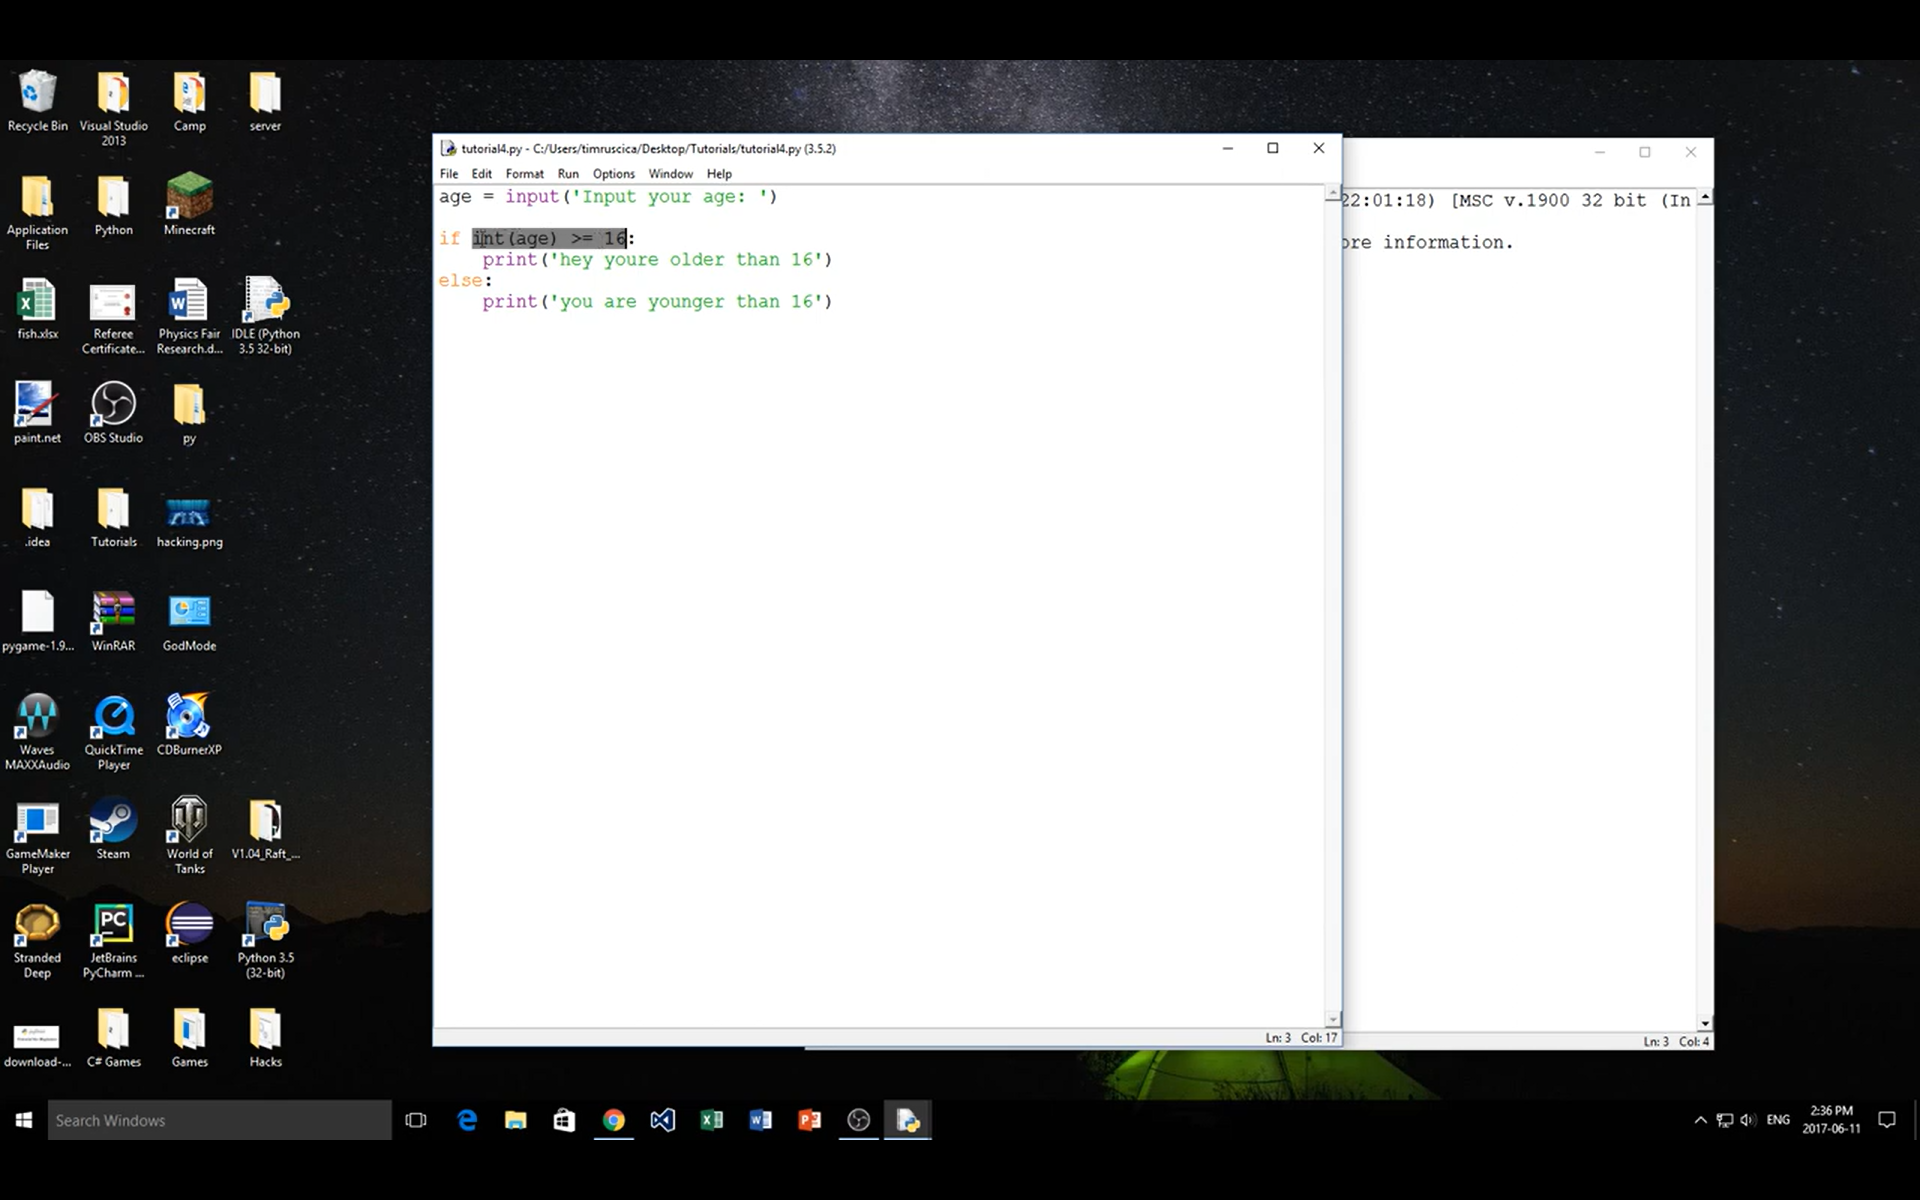 Recycle Bin
Visual Studio
2013
Camp
server
Application
Files
Python
Minecraft
fish.xlsx
Referee
Certificate...
Physics Fair
Research.d...
IDLE (Python
3.5 32-bit)
paint.net
OBS Studio
py
.idea
Tutorials
hacking.png
pygame-1.9...
WinRAR
GodMode
Waves
MAXXAudio
QuickTime
Player
CDBurnerXP
GameMaker
Player
Steam
World of
Tanks
V1.04_Raft_...
Stranded
Deep
PC
JetBrains
PyCharm ...
eclipse
Python 3.5
(32-bit)
download-...
C# Games
Games
Hacks
tutorial4.py - C:/Users/timruscica/Desktop/Tutorials/tutorial4.py (3.5.2)
File Edit Format Run Options Window Help
age = input('Input your age: ')
if int(age) >= 16:
print('hey youre older than 16')
else:
print('you are younger than 16')
Ln: 3 Col: 17
22:01:18) [MSC v.1900 32 bit (In
ore information.
Ln: 3 Col: 4
Search Windows
ENG
2:36 PM
2017-06-11